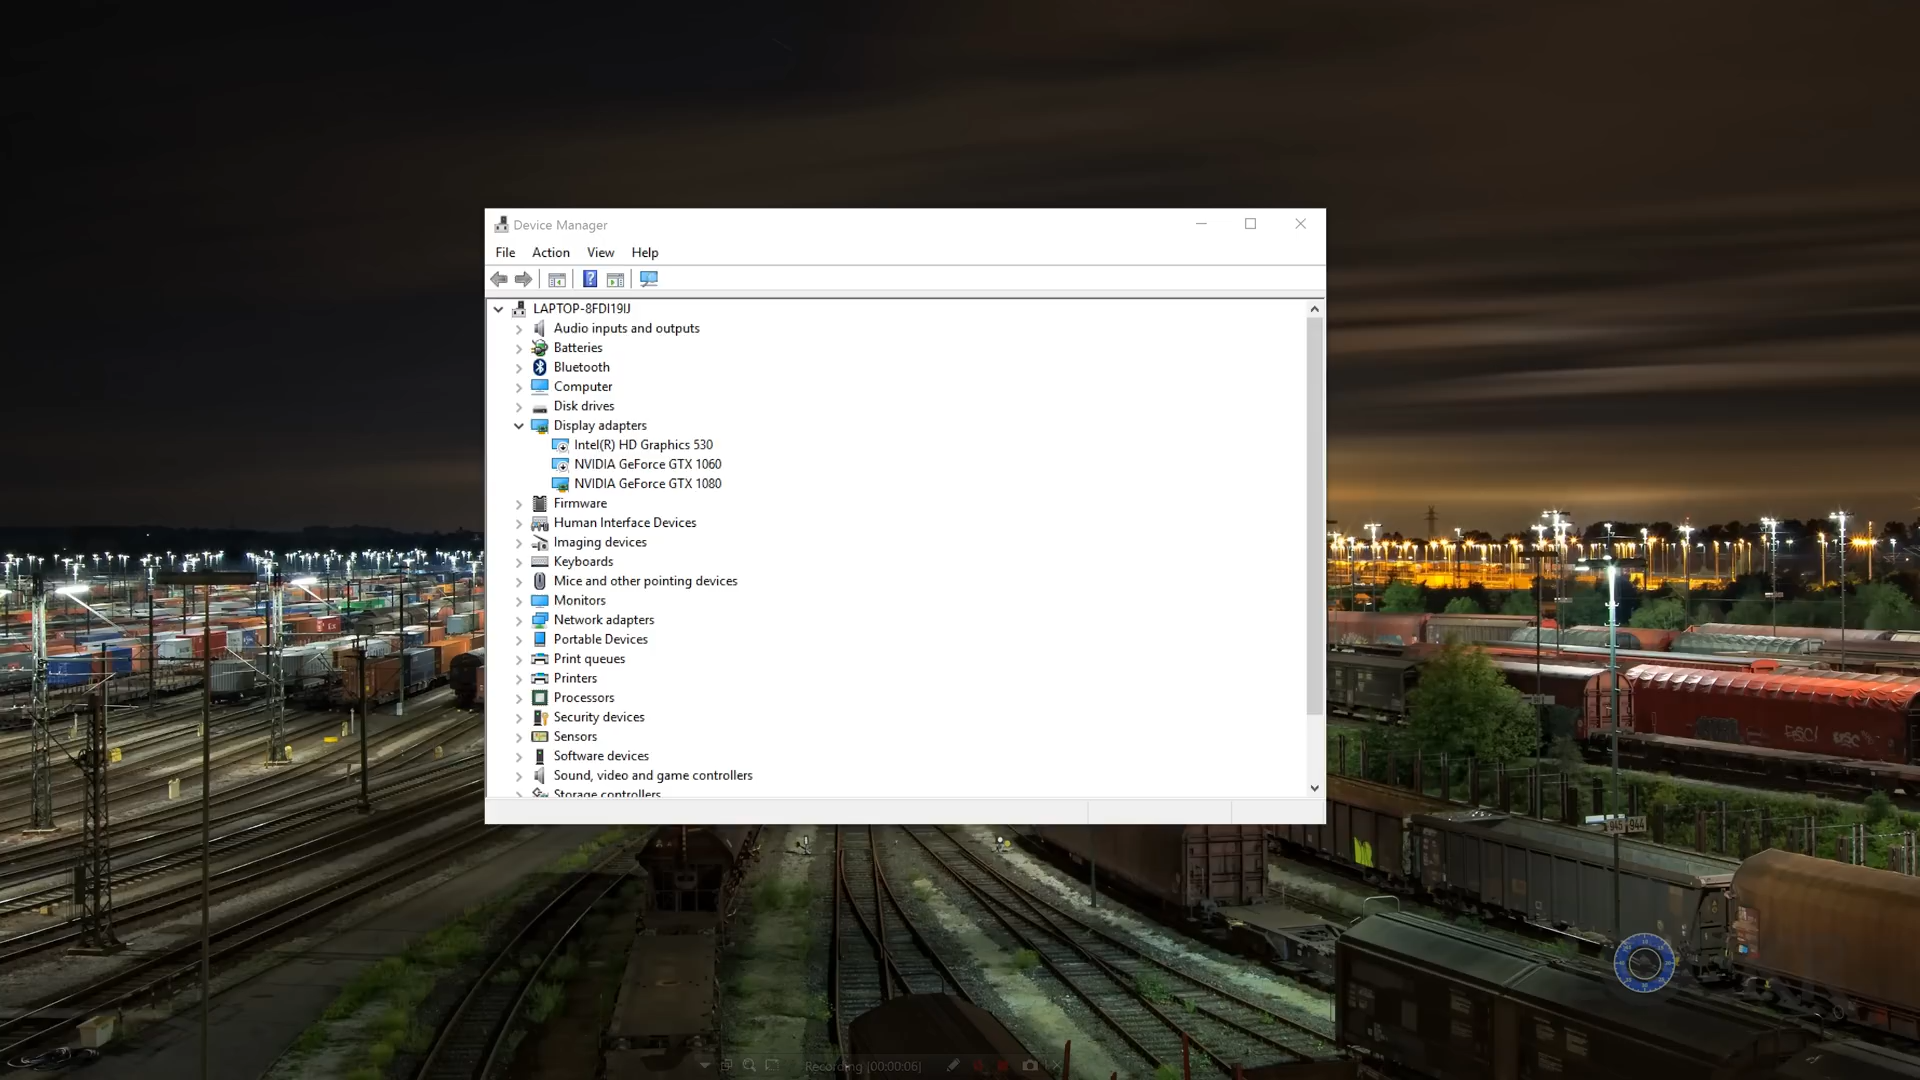 Device Manager
File Action View Help
LAPTOP-8FDI19IJ
Audio inputs and outputs
Batteries
Bluetooth
Computer
Disk drives
Display adapters
Intel(R) HD Graphics 530
NVIDIA GeForce GTX 1060
NVIDIA GeForce GTX 1080
Firmware
Human Interface Devices
Imaging devices
Keyboards
Mice and other pointing devices
Monitors
Network adapters
Portable Devices
Print queues
Printers
Processors
Security devices
Sensors
Software devices
Sound, video and game controllers
Storage controllers
945 944
Recording [00:00:06]